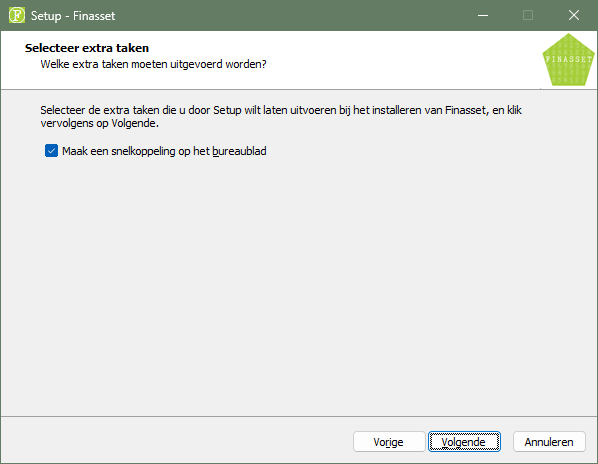 Setup - Finasset
Selecteer extra taken
Welke extra taken moeten uitgevoerd worden?
FINASSET
Selecteer de extra taken die u door Setup wilt laten uitvoeren bij het installeren van Finasset, en klik
vervolgens op Volgende.
Maak een snelkoppeling op het bureaublad
Vorige
Volgende
Annuleren